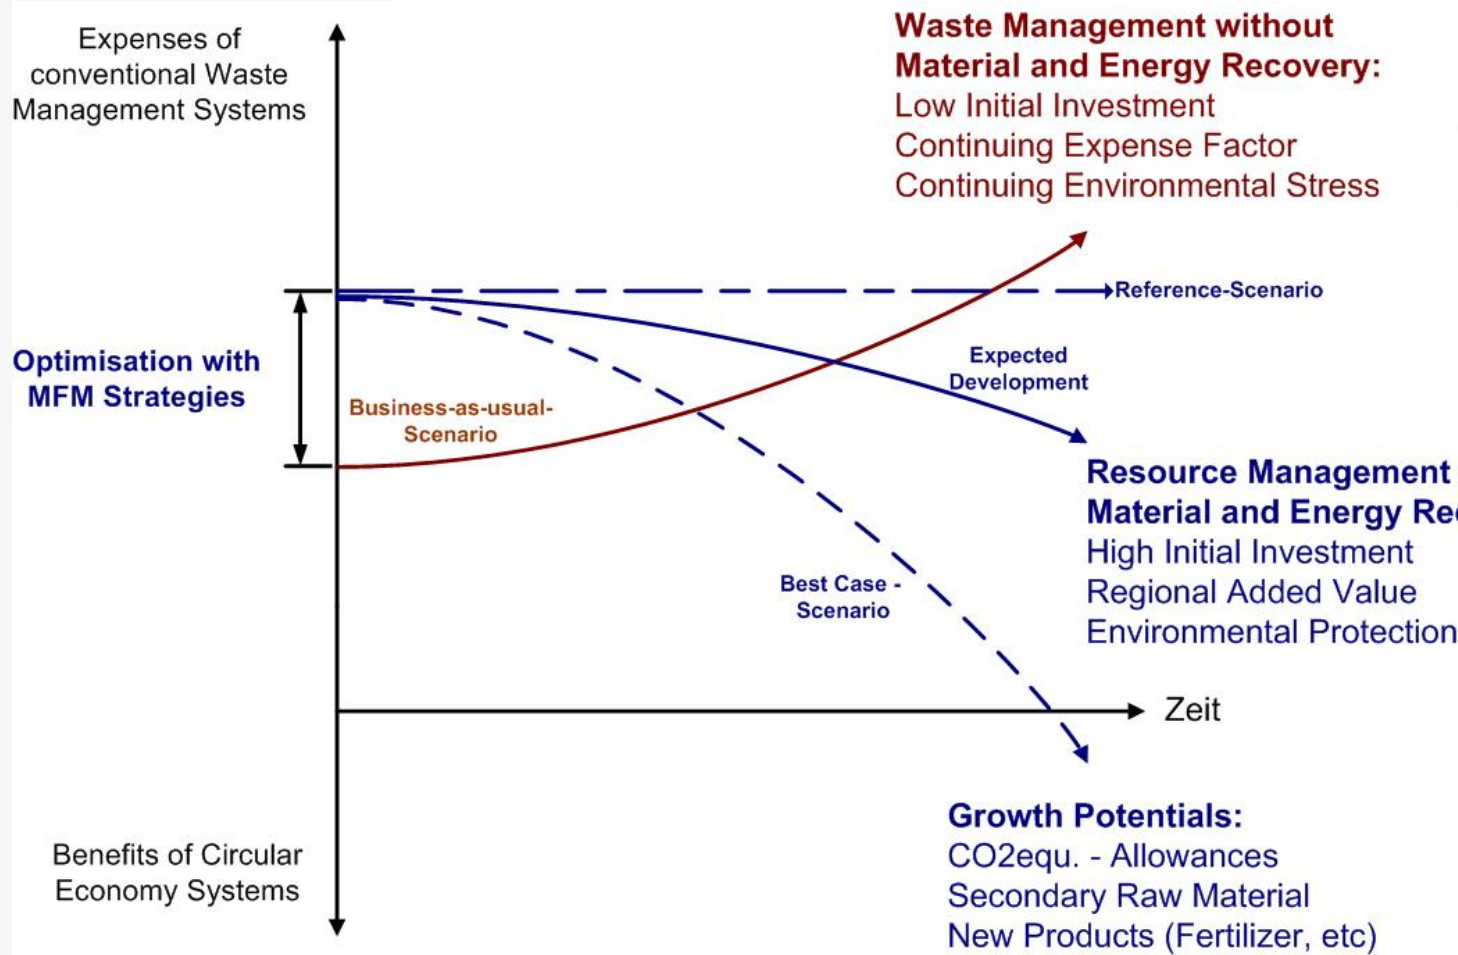 Expenses of
conventional Waste
Management Systems
Waste Management without
Material and Energy Recovery:
Low Initial Investment
Continuing Expense Factor
Continuing Environmental Stress
Reference-Scenario
Optimisation with
MFM Strategies
Expected
Development
Business-as-usual-
Scenario
Resource Management
Material and Energy
High Initial Investment
Regional Added Value
Environmental Protection
Best Case -
Scenario
Zeit
Growth Potentials:
CO2equ. - Allowances
Secondary Raw Material
New Products (Fertilizer, etc)
Benefits of Circular
Economy Systems